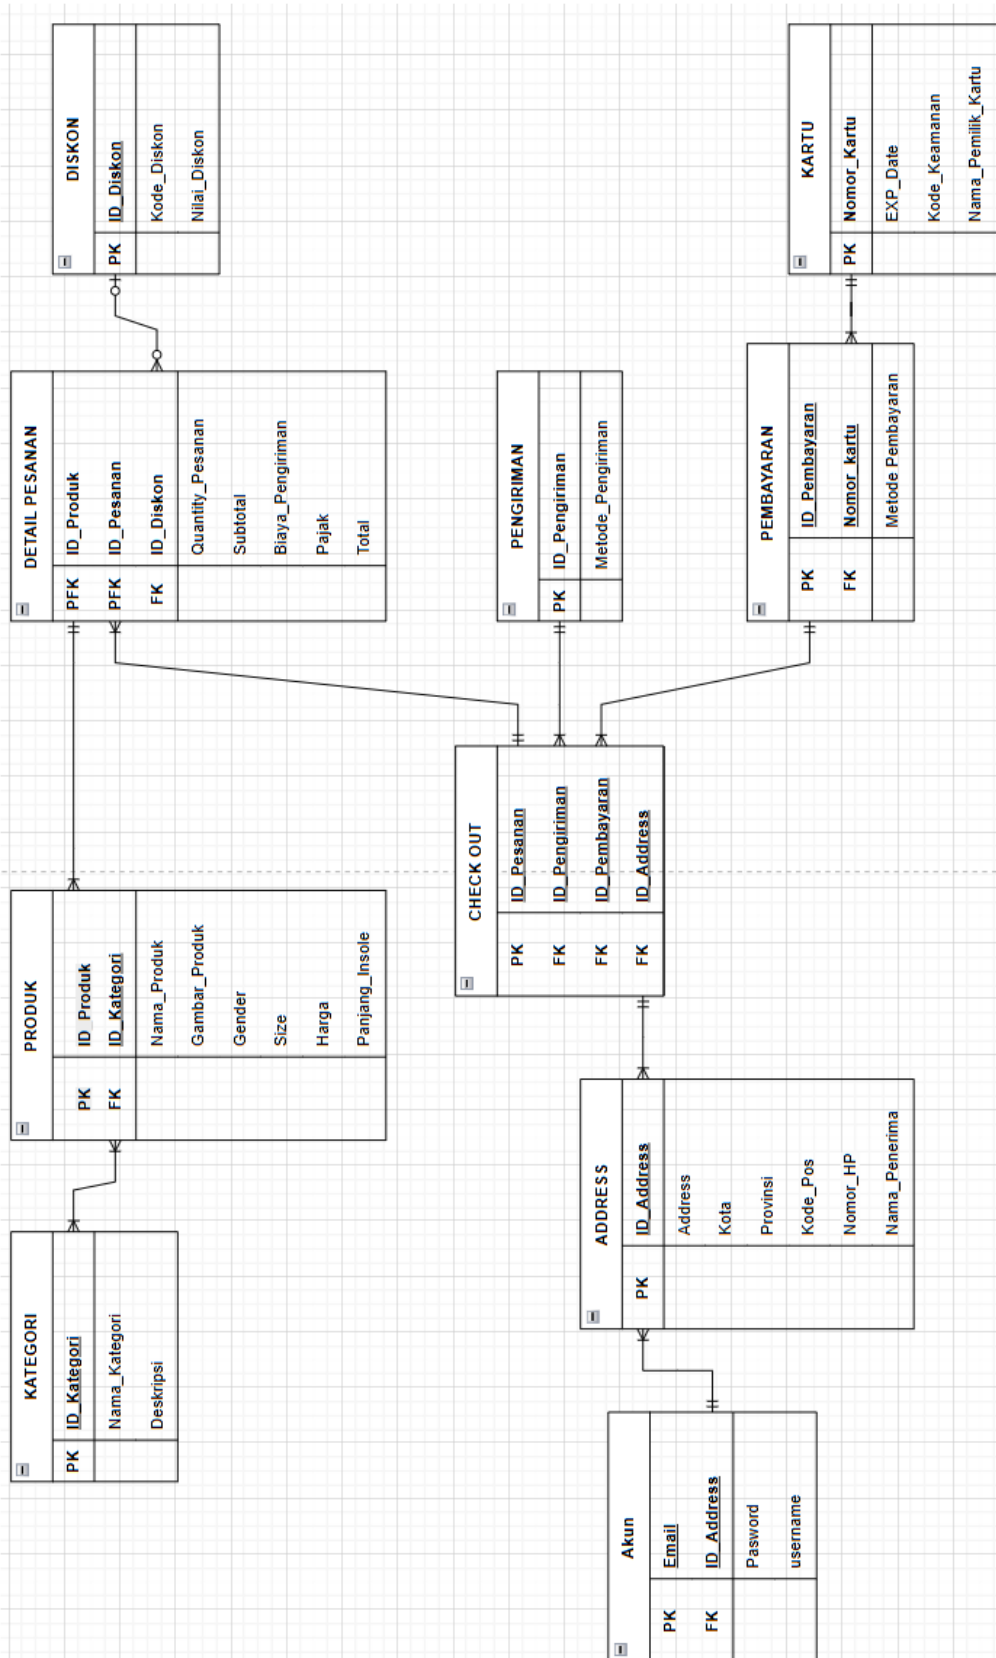 KATEGORI
PK ID_Kategori
Nama_Kategori
Deskripsi
PRODUK
PK ID_Produk
FK ID_Kategori
Nama_Produk
Gambar_Produk
Gender
Size
Harga
Panjang_Insole
DETAIL PESANAN
PFK ID_Produk
PFK ID_Pesanan
FK ID_Diskon
Quantity_Pesanan
Subtotal
Biaya_Pengiriman
Pajak
Total
DISKON
PK ID_Diskon
Kode_Diskon
Nilai_Diskon
Akun
PK Email
FK ID_Address
Pasword
username
ADDRESS
PK ID_Address
Address
Kota
Provinsi
Kode_Pos
Nomor_HP
Nama_Penerima
CHECK OUT
PK ID_Pesanan
FK ID_Pengiriman
FK ID_Pembayaran
FK ID_Address
PENGIRIMAN
PK ID_Pengiriman
Metode_Pengiriman
PEMBAYARAN
PK ID_Pembayaran
FK Nomor_kartu
Metode Pembayaran
KARTU
PK Nomor_Kartu
EXP_Date
Kode_Keamanan
Nama_Pemilik_Kartu